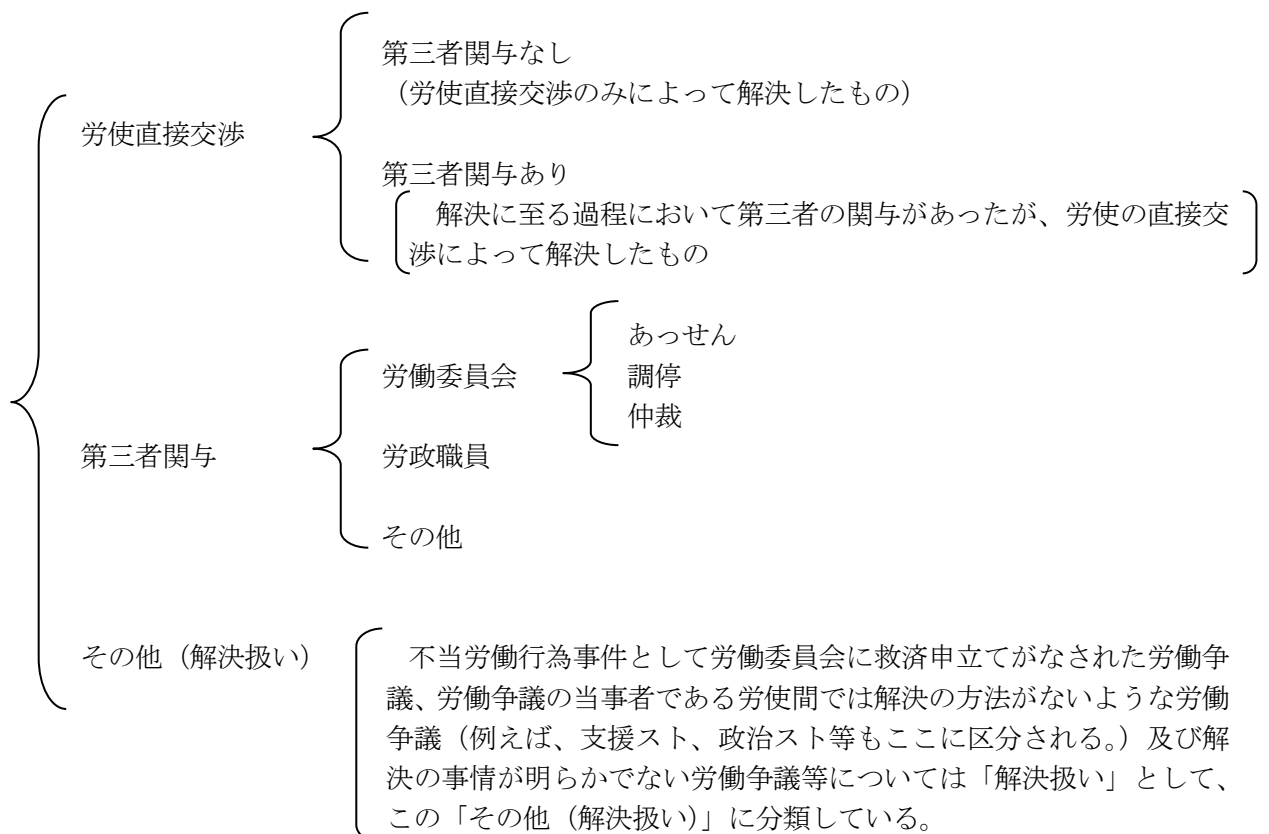 第三者関与なし
（労使直接交渉のみによって解決したもの）
労使直接交渉
第三者関与あり
解決に至る過程において第三者の関与があったが、労使の直接交
渉によって解決したもの
あっせん
労働委員会
調停
仲裁
第三者関与
労政職員
その他
その他（解決扱い）
不当労働行為事件として労働委員会に救済申立てがなされた労働争
議、労働争議の当事者である労使間では解決の方法がないような労働
争議（例えば、支援スト、政治スト等もここに区分される。）及び解
決の事情が明らかでない労働争議等については「解決扱い」として、
この「その他（解決扱い）」に分類している。